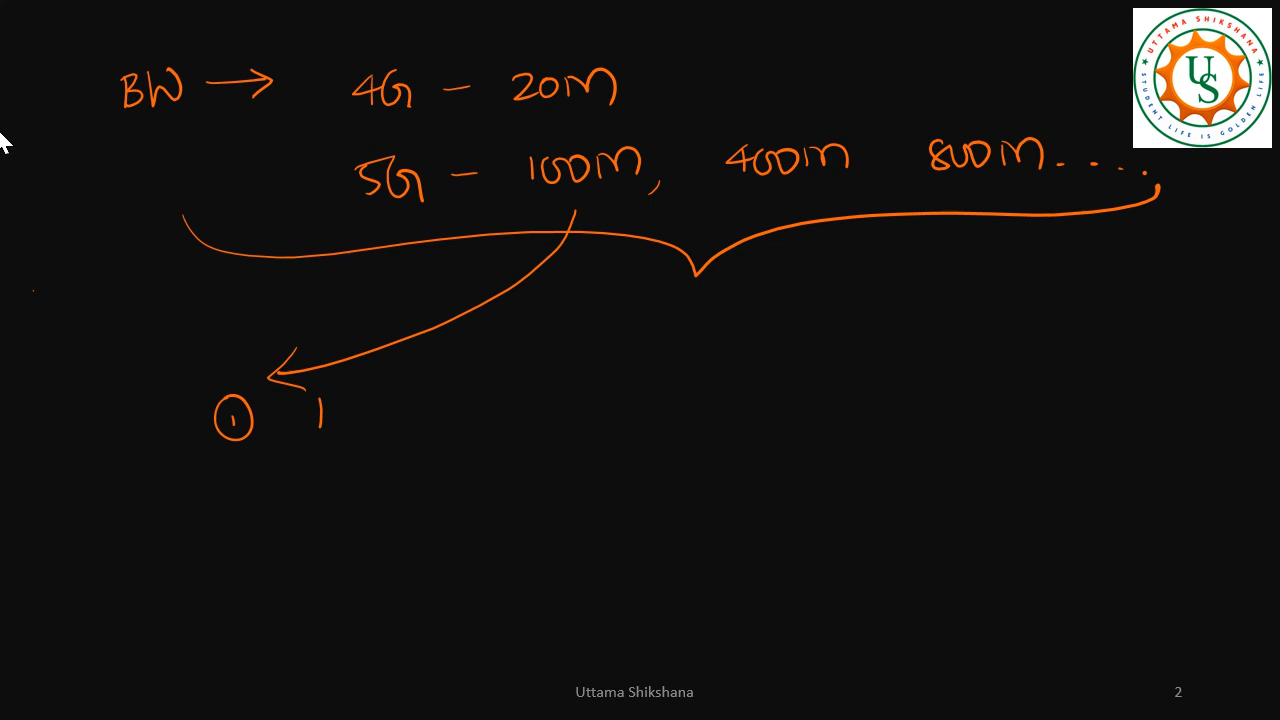 BW → 4G - 20M
5G - 100M, 400M 800M.....
① 1
UTTAMA SHIKSHANA
US
STUDENT LIFE IS GOLDEN LIFE
Uttama Shikshana
2